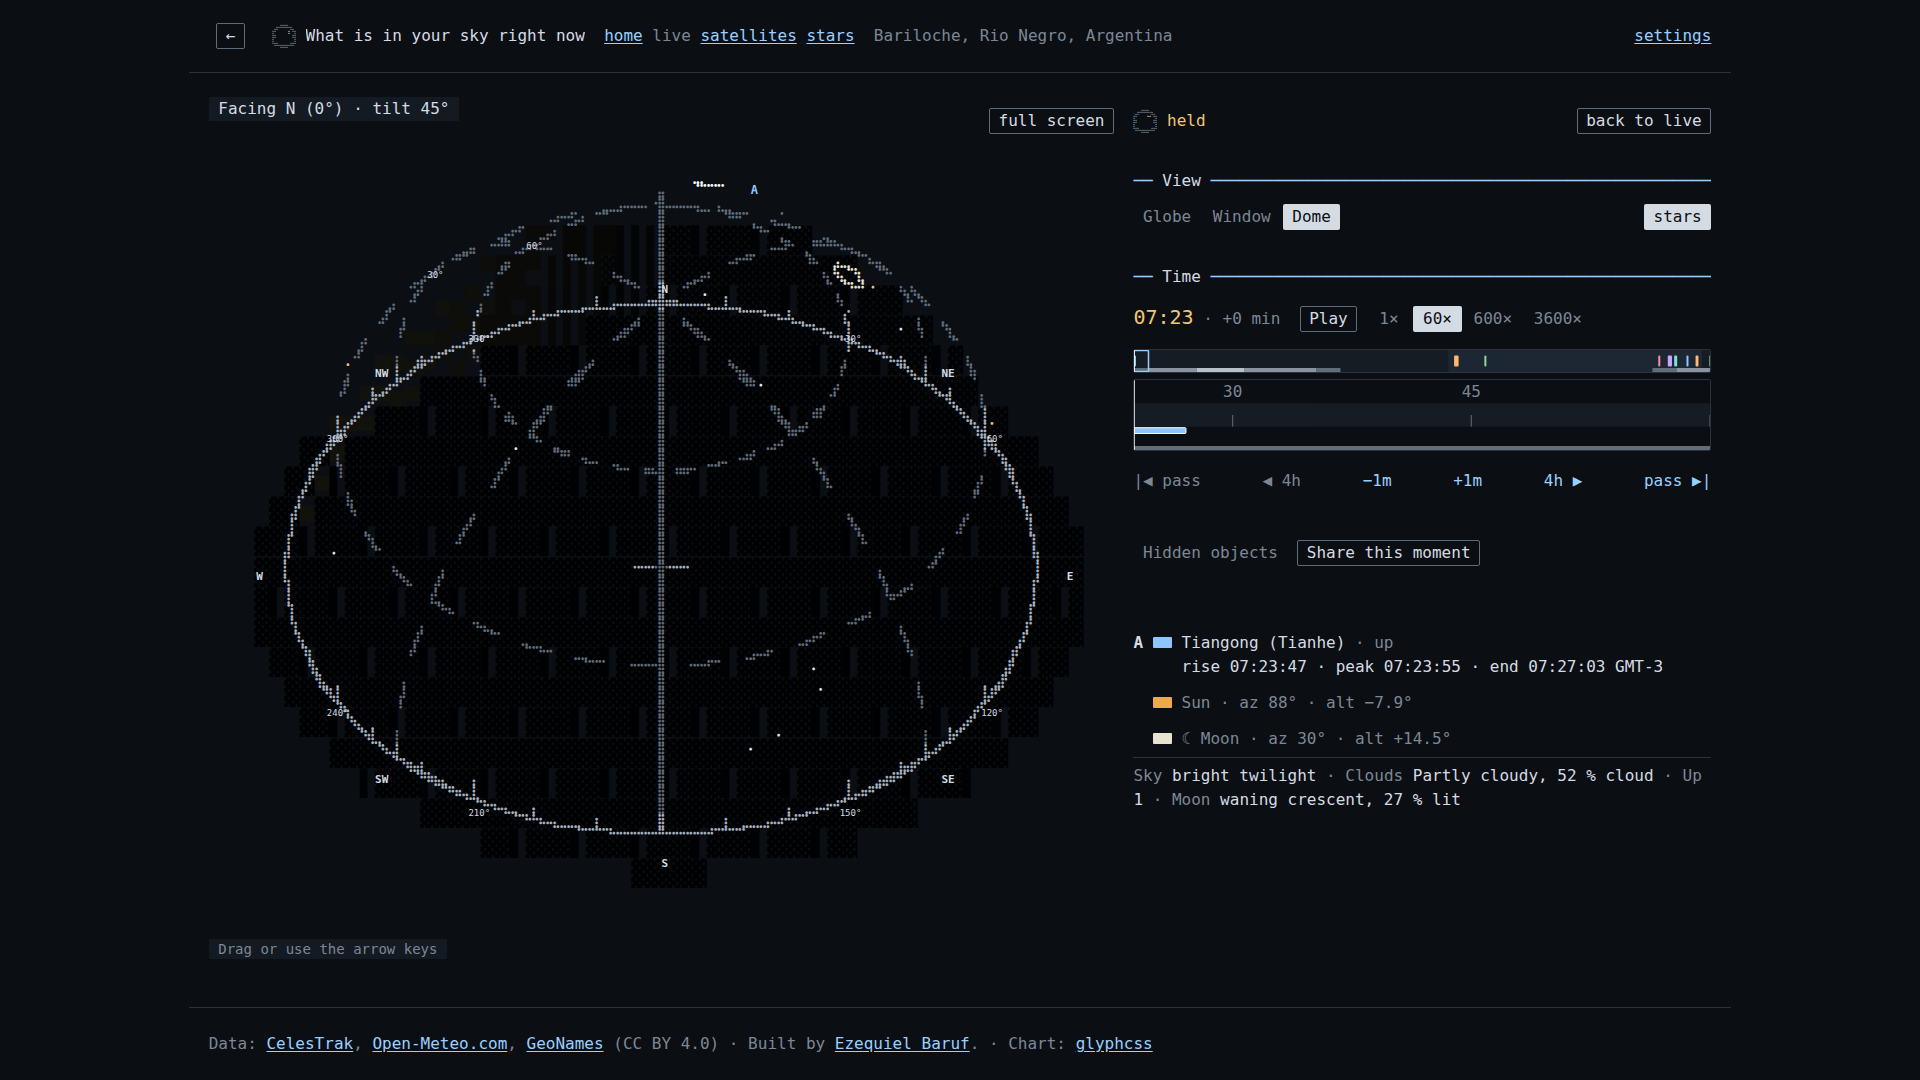 ← What is in your sky right now home live satellites stars Bariloche, Rio Negro, Argentina settings
Facing N (0°) · tilt 45°
full screen
held
back to live
A
60°
30°
N
330°
30°
NW
NE
300°
60°
W
E
240°
120°
SW
SE
210°
150°
S
Drag or use the arrow keys
View
Globe Window Dome stars
Time
07:23 · +0 min Play 1× 60× 600× 3600×
30 45
|◀ pass ◀ 4h −1m +1m 4h ▶ pass ▶|
Hidden objects Share this moment
A Tiangong (Tianhe) · up
rise 07:23:47 · peak 07:23:55 · end 07:27:03 GMT-3
Sun · az 88° · alt −7.9°
☾ Moon · az 30° · alt +14.5°
Sky bright twilight · Clouds Partly cloudy, 52 % cloud · Up
1 · Moon waning crescent, 27 % lit
Data: CelesTrak, Open-Meteo.com, GeoNames (CC BY 4.0) · Built by Ezequiel Baruf. · Chart: glyphcss